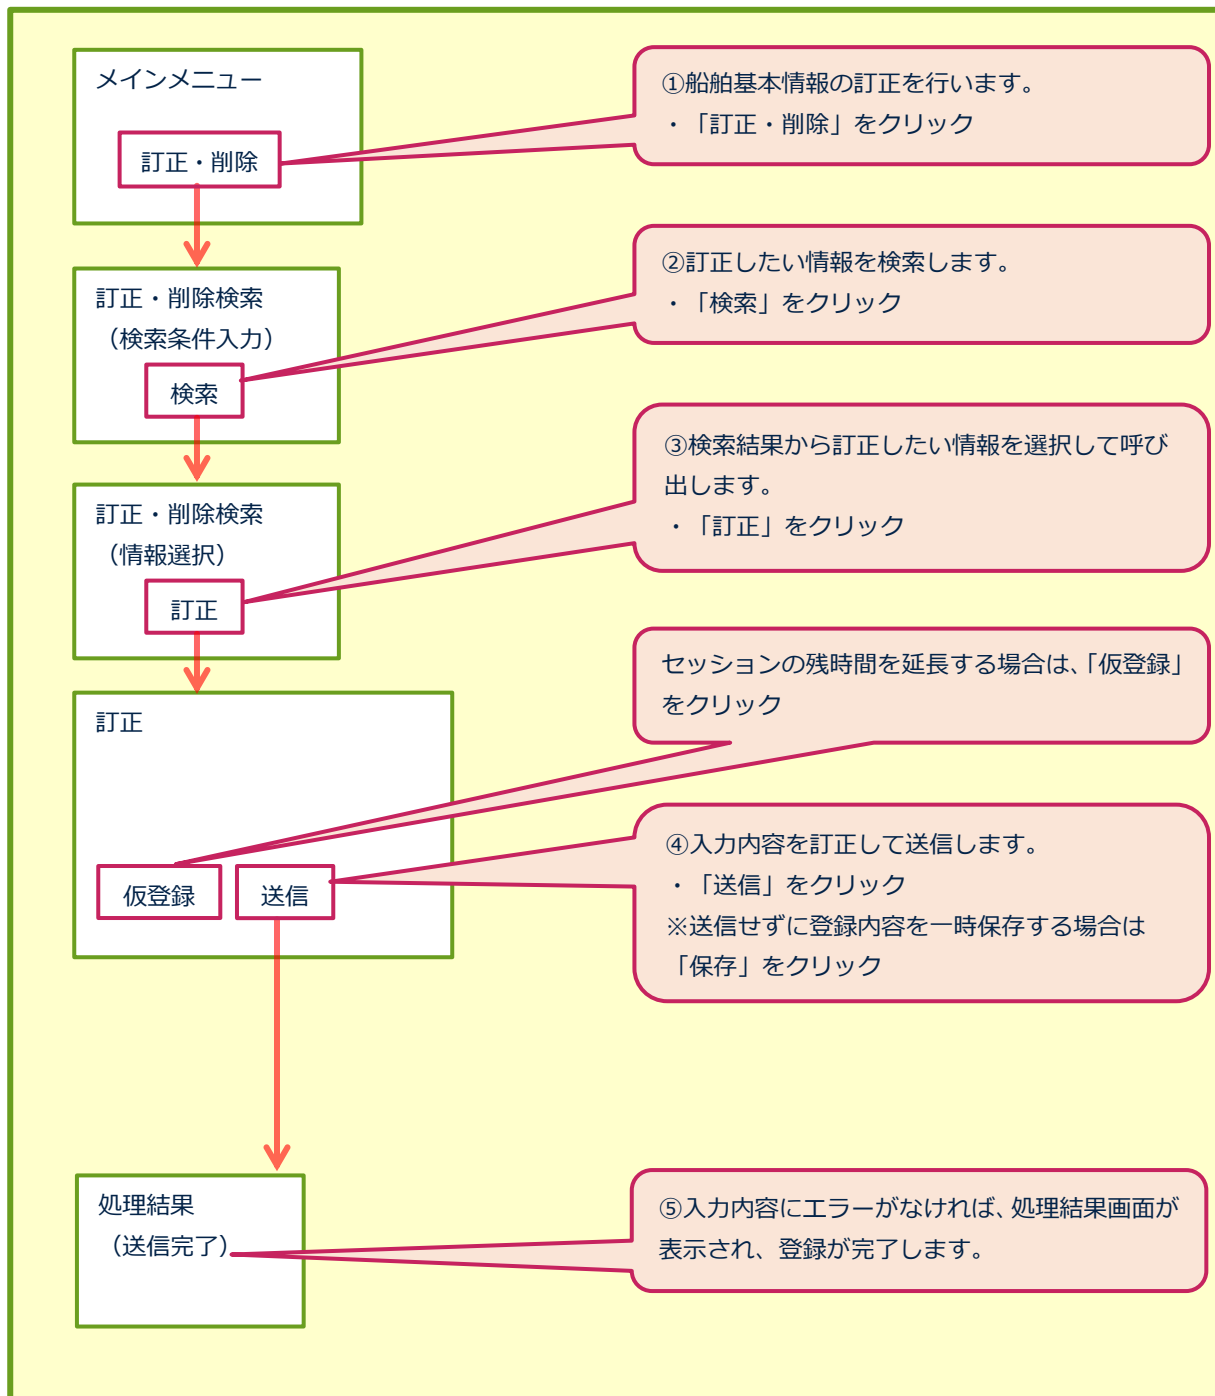 メインメニュー
訂正・削除
①船舶基本情報の訂正を行います。
・「訂正・削除」をクリック
訂正・削除検索
（検索条件入力）
検索
②訂正したい情報を検索します。
・「検索」をクリック
訂正・削除検索
（情報選択）
訂正
③検索結果から訂正したい情報を選択して呼び
出します。
・「訂正」をクリック
訂正
仮登録
送信
セッションの残時間を延長する場合は、「仮登録」
をクリック
④入力内容を訂正して送信します。
・「送信」をクリック
※送信せずに登録内容を一時保存する場合は
「保存」をクリック
処理結果
（送信完了）
⑤入力内容にエラーがなければ、処理結果画面が
表示され、登録が完了します。